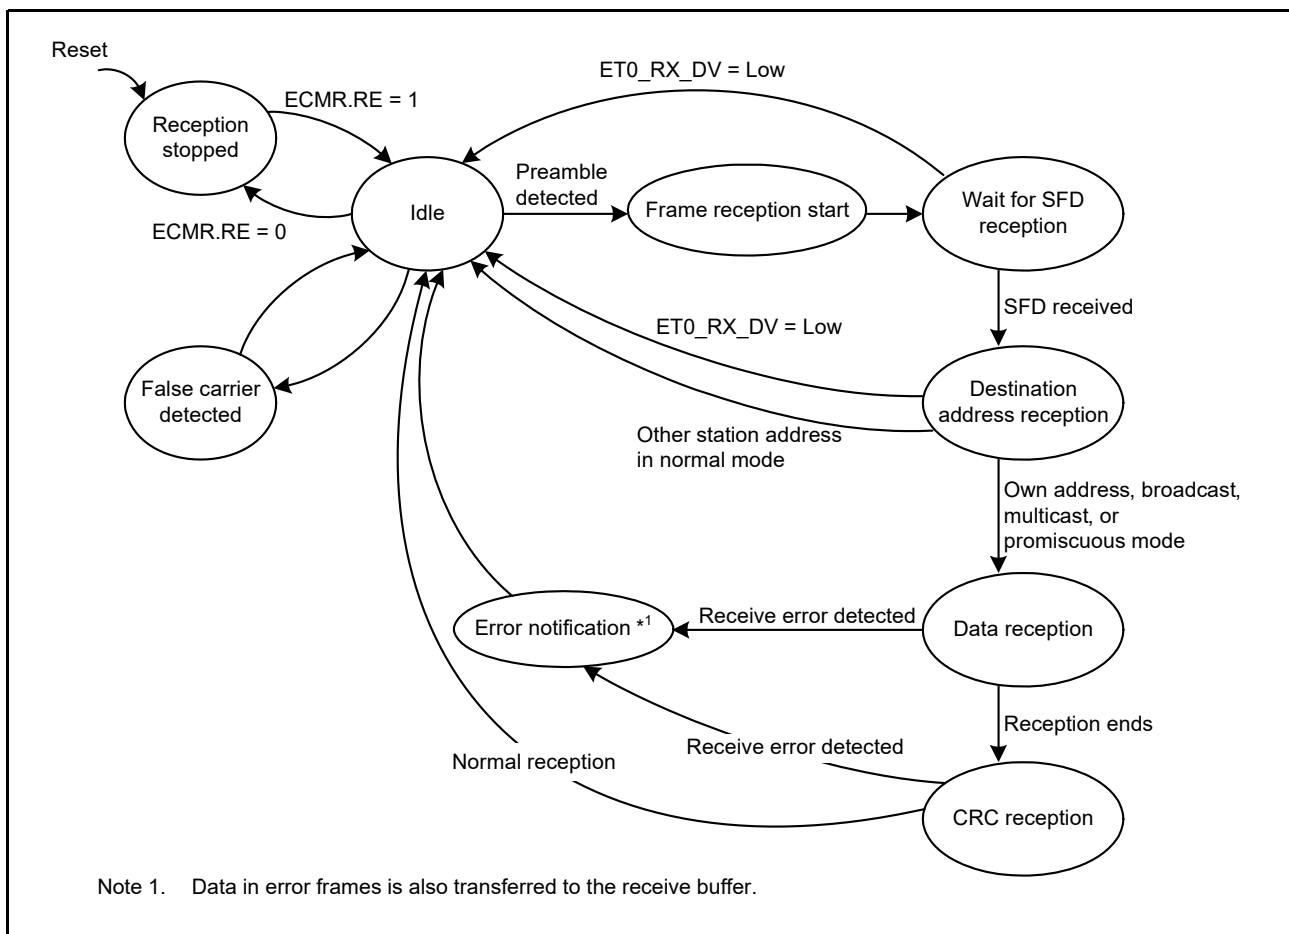 Reset
ET0_RX_DV = Low
ECMR.RE = 1
Reception
stopped
Preamble
detected
Idle
Frame reception start
Wait for SFD
reception
ECMR.RE = 0
SFD received
ET0_RX_DV = Low
False carrier
detected
Destination
address reception
Other station address
in normal mode
Own address, broadcast,
multicast, or
promiscuous mode
Error notification *1
Receive error detected
Data reception
Reception ends
Receive error detected
Normal reception
CRC reception
Note 1. Data in error frames is also transferred to the receive buffer.